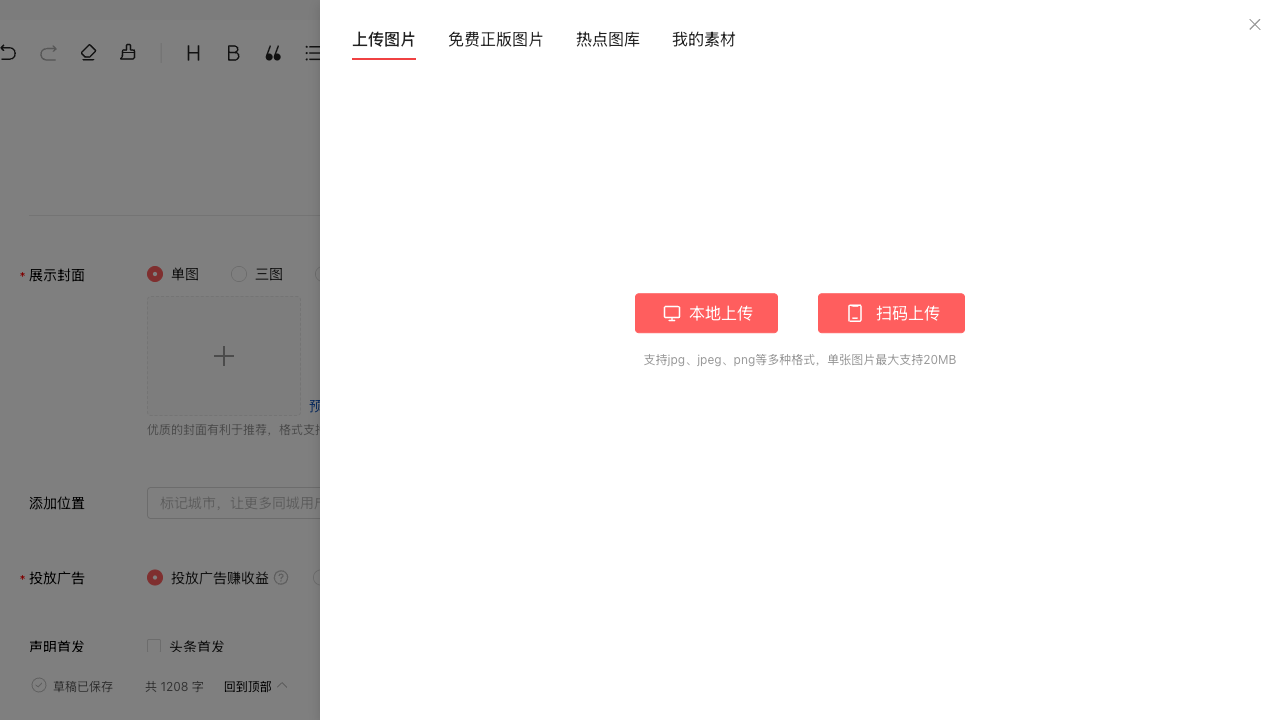 上传图片 免费正版图片 热点图库 我的素材
H B
* 展示封面 单图 三图
预
优质的封面有利于推荐，格式支持
本地上传 扫码上传
支持jpg、jpeg、png等多种格式，单张图片最大支持20MB
添加位置 标记城市，让更多同城用户
* 投放广告 投放广告赚收益
声明首发 头条首发
草稿已保存 共 1208 字 回到顶部